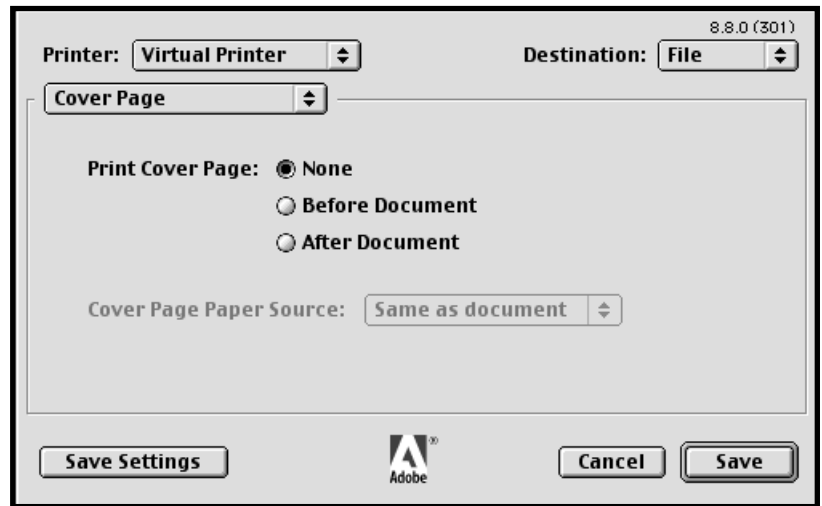 8.8.0 (301)
Printer: Virtual Printer Destination: File
Cover Page
Print Cover Page: None
Before Document
After Document
Cover Page Paper Source: Same as document
Save Settings
Adobe®
Cancel
Save